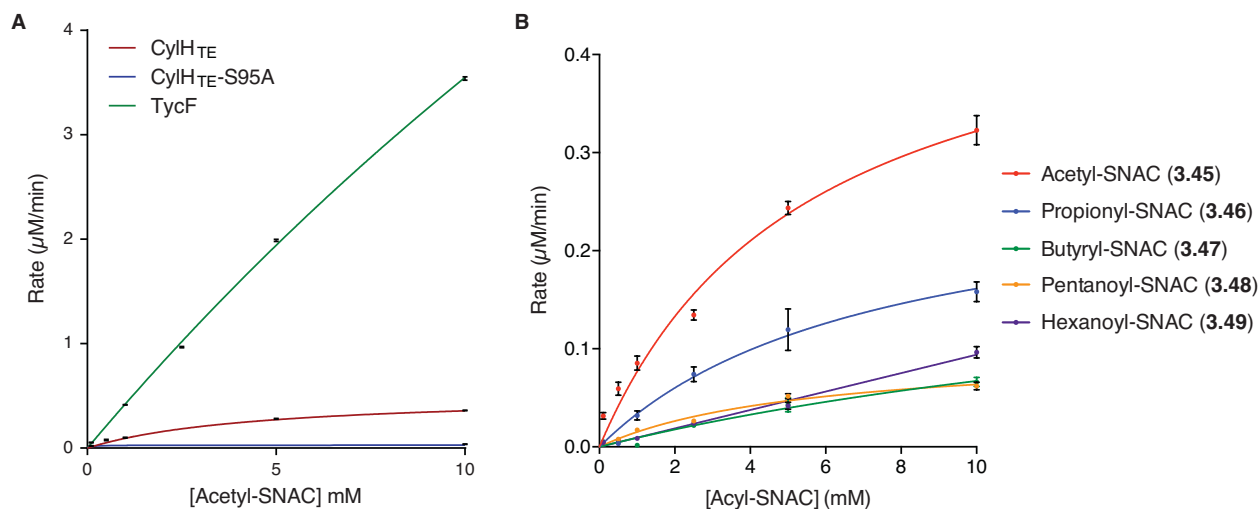 A
CylHTE
CylHTE-S95A
TycF
Rate (µM/min)
4
3
2
1
0
0
5
10
[Acetyl-SNAC] mM
B
Rate (µM/min)
0.4
0.3
0.2
0.1
0.0
0
2
4
6
8
10
[Acyl-SNAC] (mM)
Acetyl-SNAC (3.45)
Propionyl-SNAC (3.46)
Butyryl-SNAC (3.47)
Pentanoyl-SNAC (3.48)
Hexanoyl-SNAC (3.49)